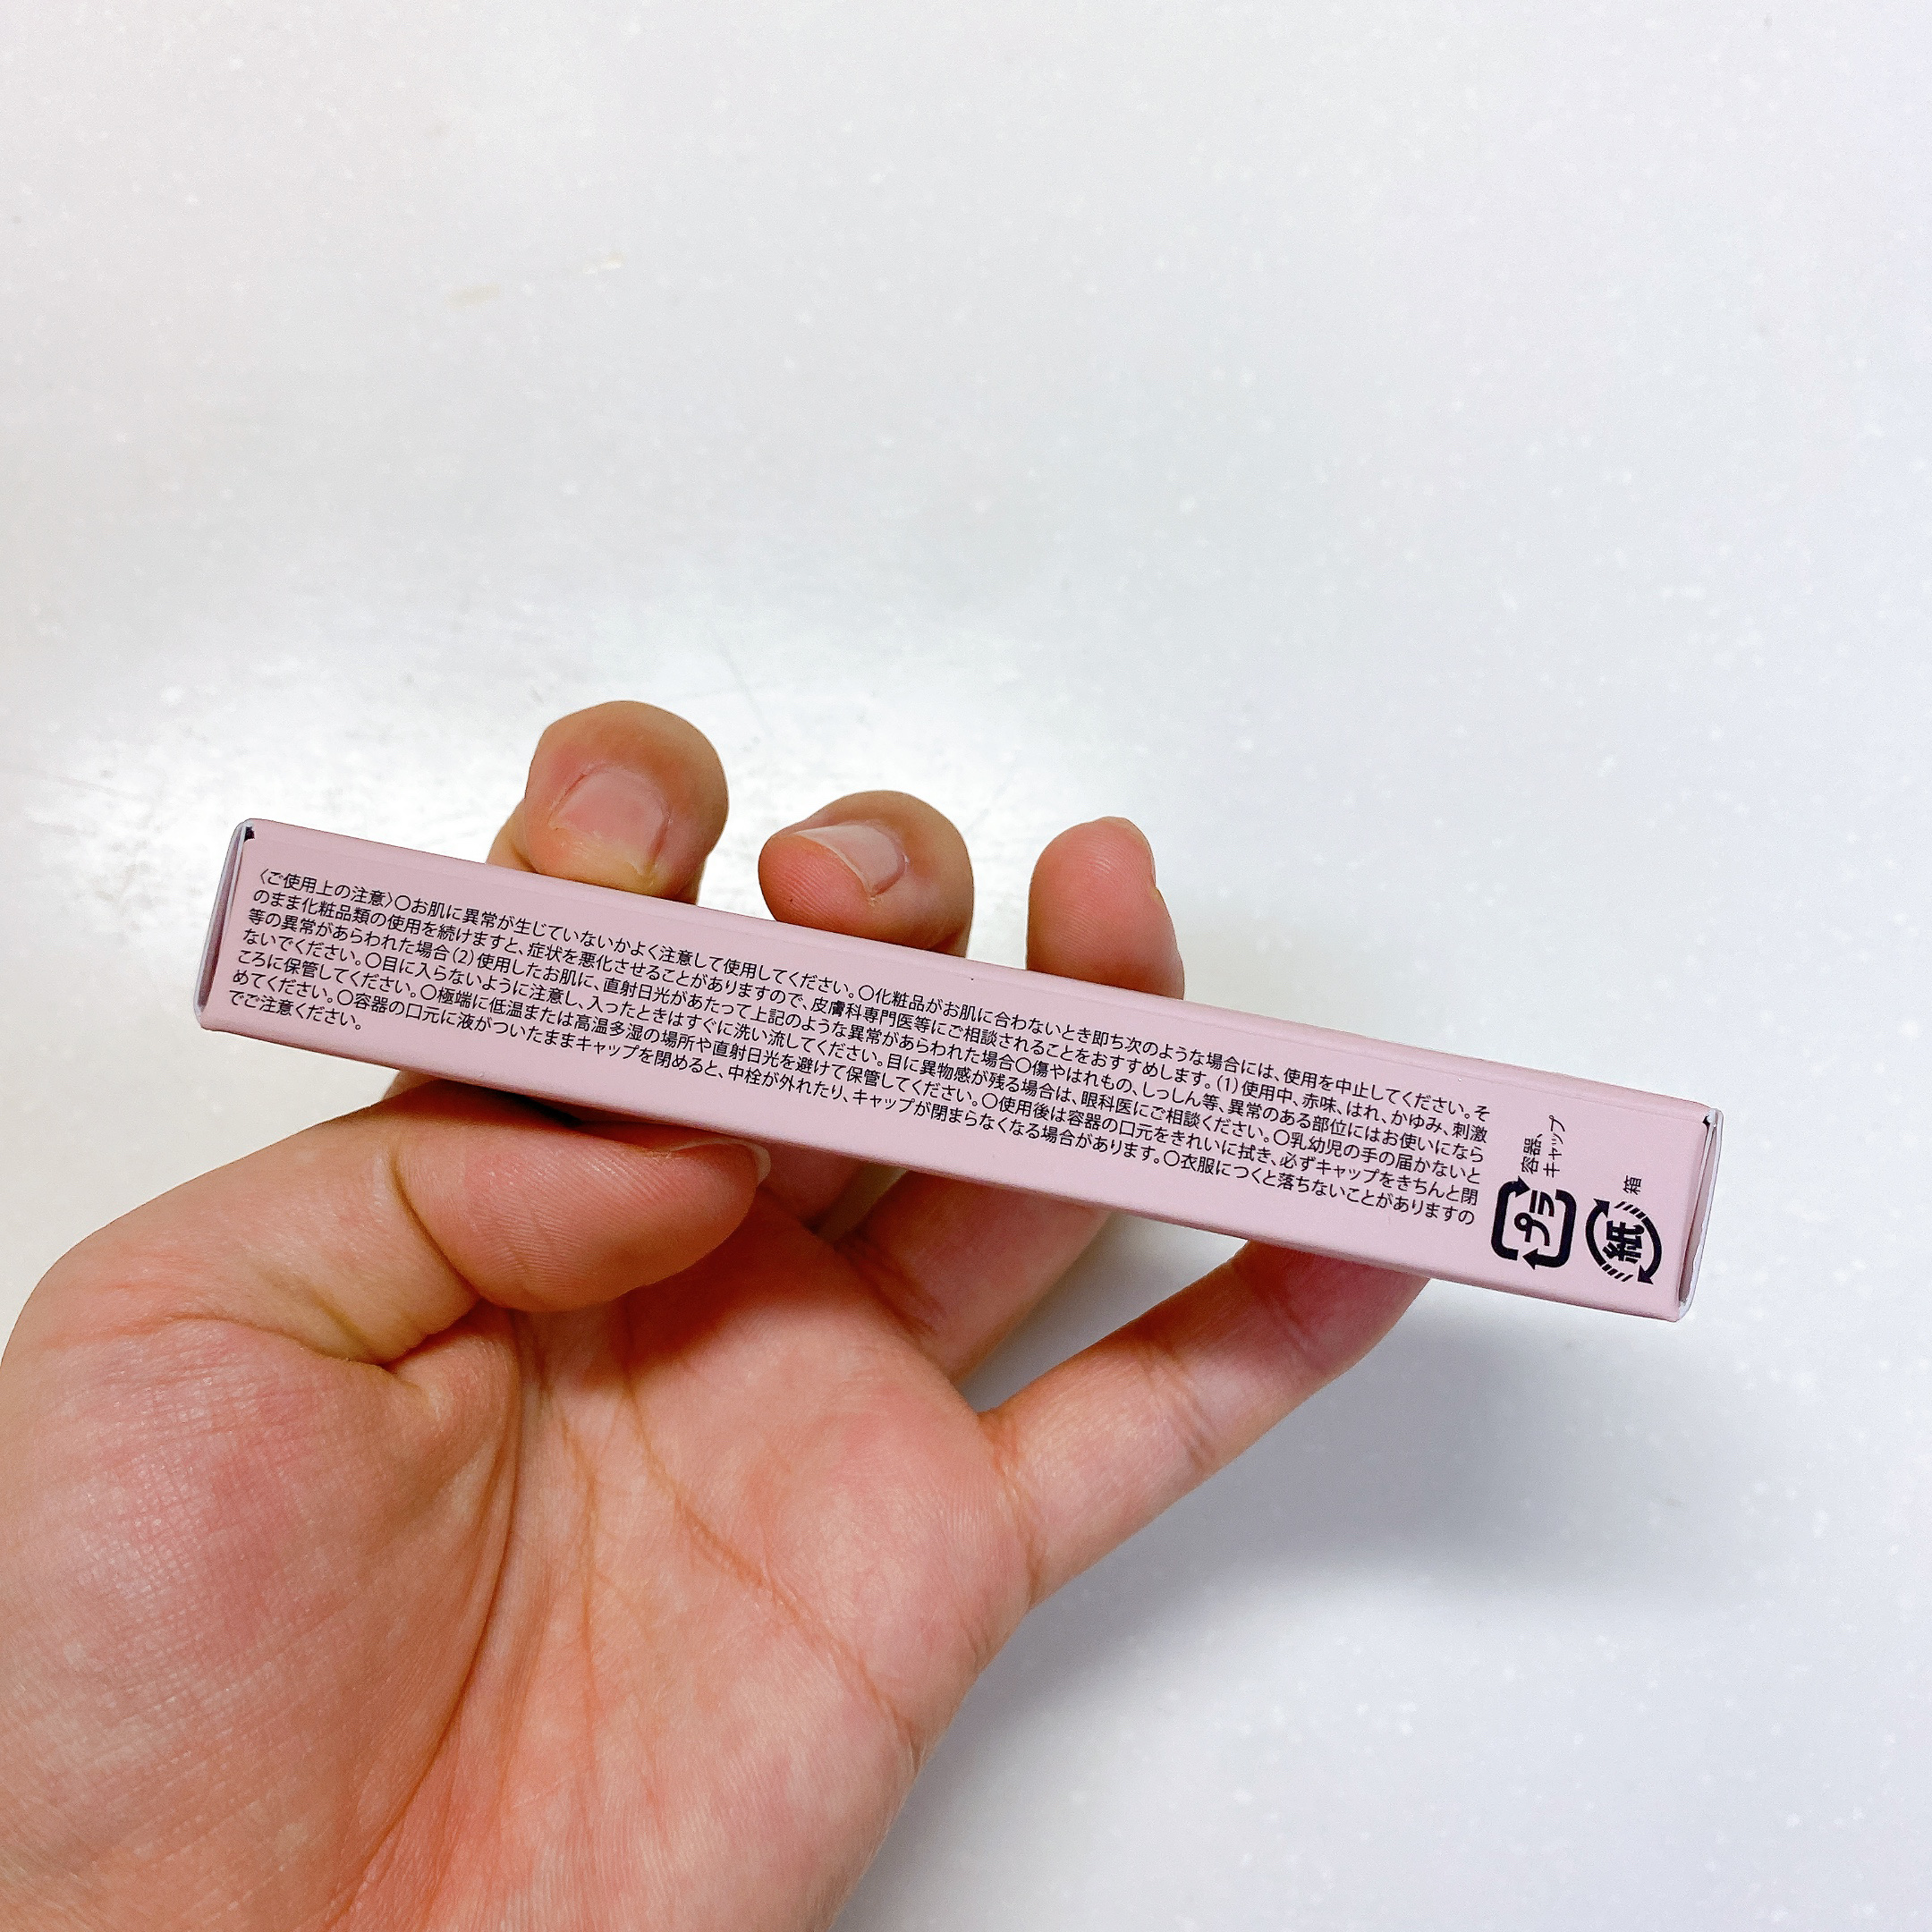 〈ご使用上の注意〉〇お肌に異常が生じていないかよく注意して使用してください。〇化粧品がお肌に合わないとき即ち次のような場合には、使用を中止してください。そ
のまま化粧品類の使用を続けますと、症状を悪化させることがありますので、皮膚科専門医等にご相談されることをおすすめします。(1)使用中、赤味、はれ、かゆみ、刺激
等の異常があらわれた場合(2)使用したお肌に、直射日光があたって上記のような異常があらわれた場合〇傷やはれもの、しっしん等、異常のある部位にはお使いになら
ないでください。〇目に入らないように注意し、入ったときはすぐに洗い流してください。目に異物感が残る場合は、眼科医にご相談ください。〇乳幼児の手の届かないと
ころに保管してください。〇極端に低温または高温多湿の場所や直射日光を避けて保管してください。〇使用後は容器の口元をきれいに拭き、必ずキャップをきちんと閉
めてください。〇容器の口元に液がついたままキャップを閉めると、中栓が外れたり、キャップが閉まらなくなる場合があります。〇衣服につくと落ちないことがありますの
でご注意ください。
容器、
キャップ
プラ
箱
紙